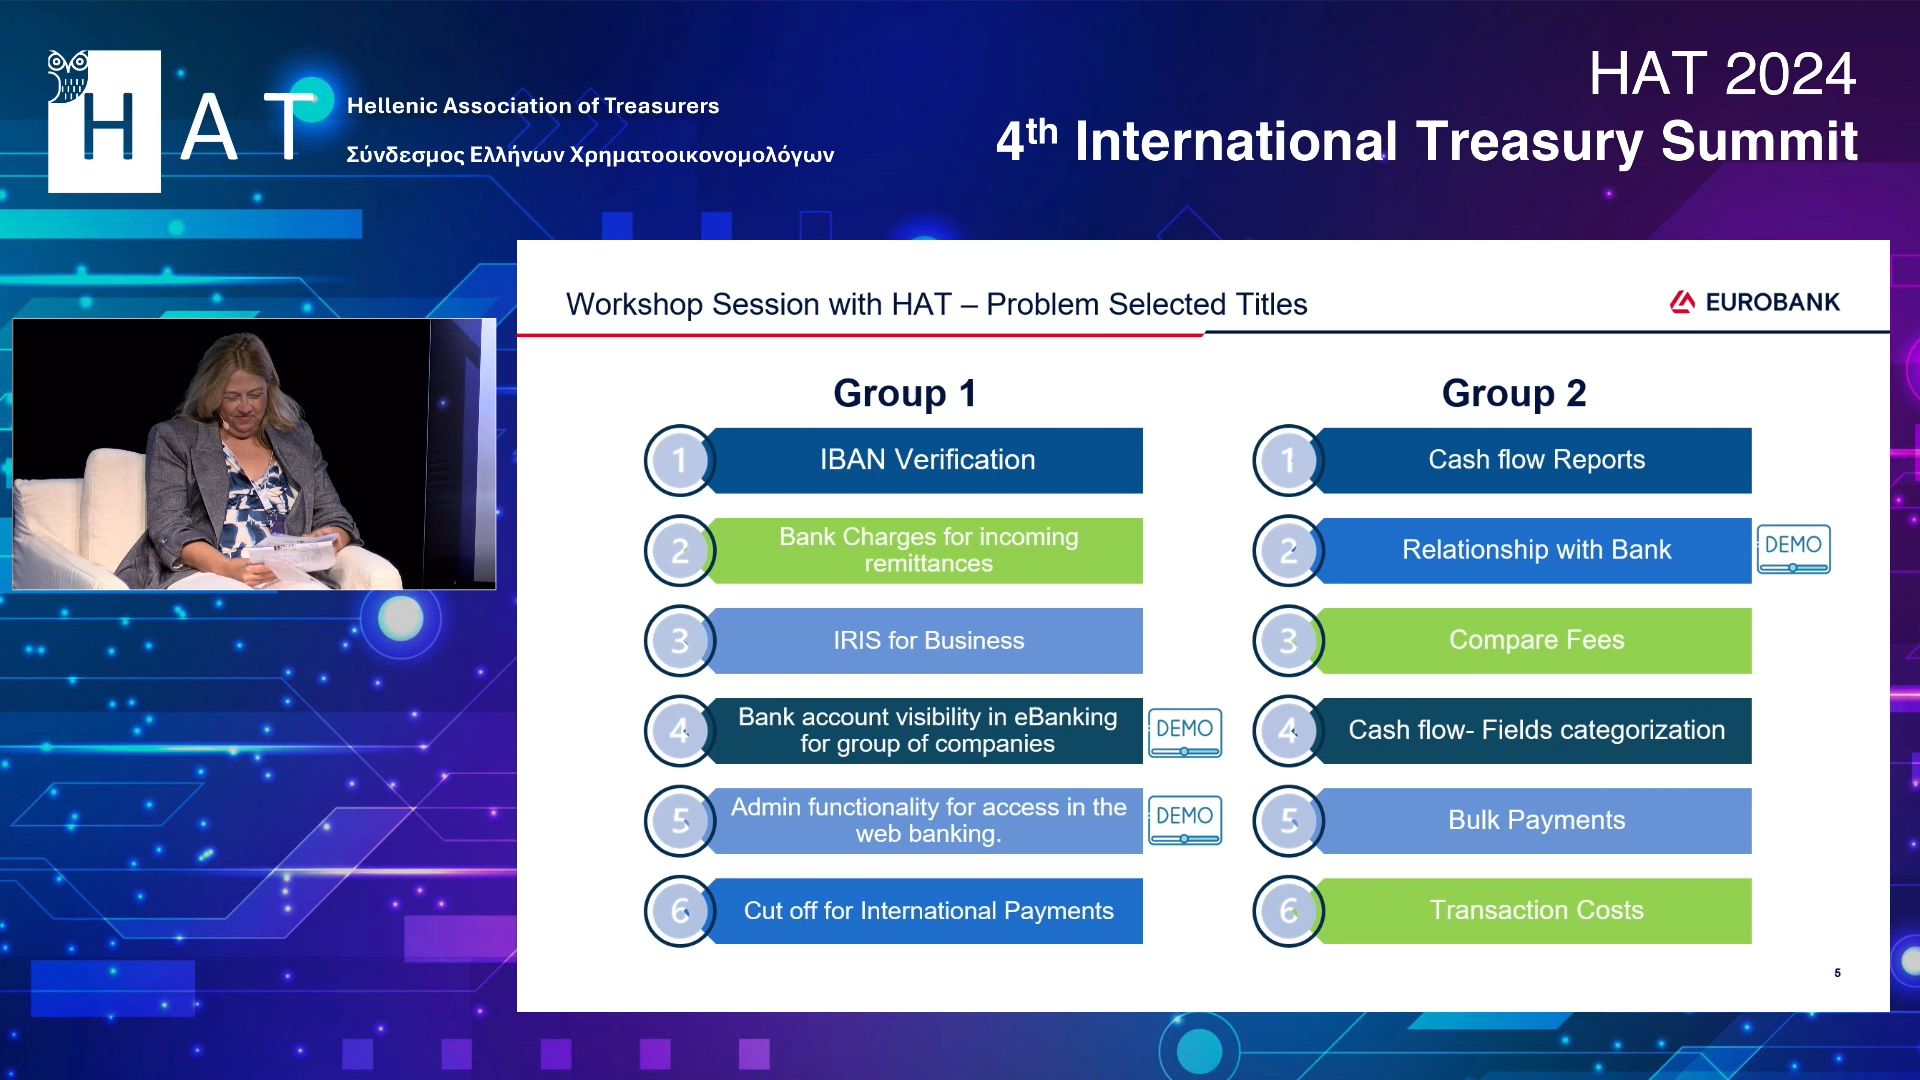 HAT
Hellenic Association of Treasurers
Σύνδεσμος Ελλήνων Χρηματοοικονομολόγων
HAT 2024
4th International Treasury Summit
Workshop Session with HAT – Problem Selected Titles
EUROBANK
Group 1
1 IBAN Verification
2 Bank Charges for incoming
remittances
3 IRIS for Business
4 Bank account visibility in eBanking
for group of companies
DEMO
5 Admin functionality for access in the
web banking.
DEMO
6 Cut off for International Payments
Group 2
1 Cash flow Reports
2 Relationship with Bank
DEMO
3 Compare Fees
4 Cash flow- Fields categorization
5 Bulk Payments
6 Transaction Costs
5